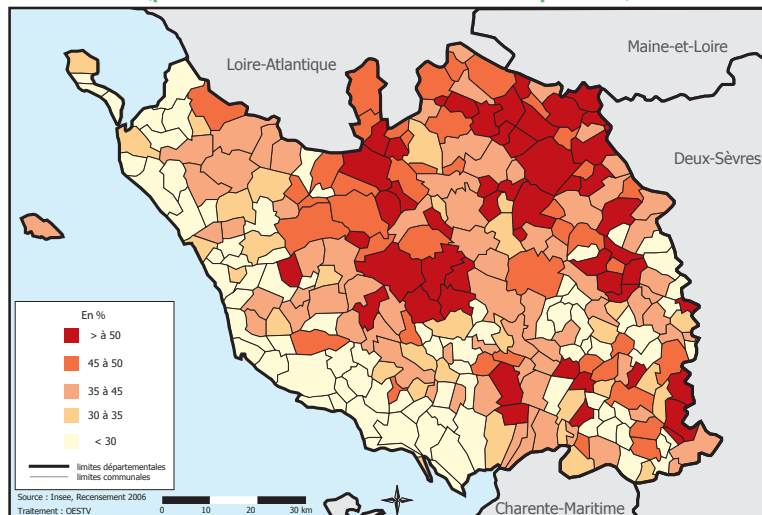 Maine-et-Loire
Loire-Atlantique
Deux-Sèvres
En %
> à 50
45 à 50
35 à 45
30 à 35
< 30
limites départementales
limites communales
Source : Insee, Recensement 2006
Traitement : OESTV
0 10 20 30 km
Charente-Maritime